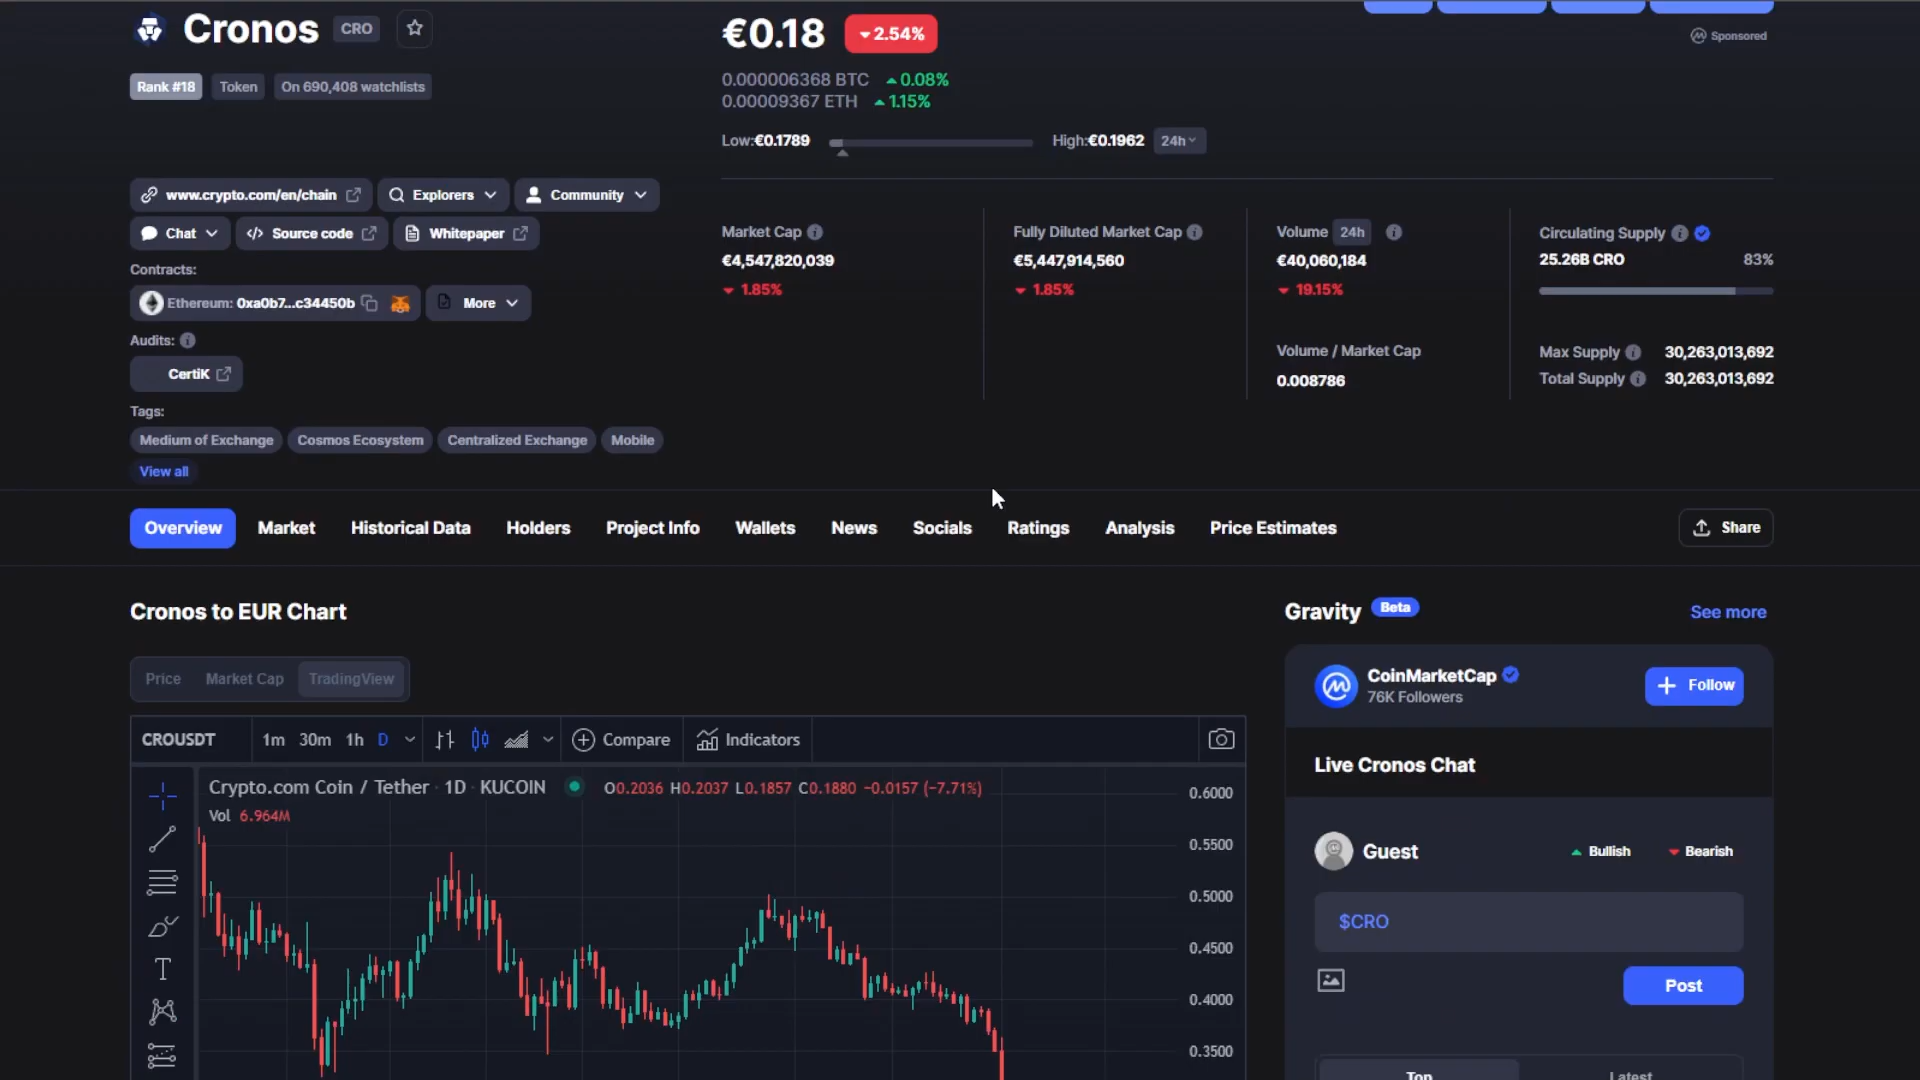 Cronos CRO
Rank #18 Token On 690,408 watchlists
€0.18 2.54%
0.000006368 BTC 0.08%
0.00009367 ETH 1.15%
Low:€0.1789 High:€0.1962 24h
Sponsored
www.crypto.com/en/chain Explorers Community
Chat Source code Whitepaper
Contracts:
Ethereum: 0xa0b7...c34450b More
Audits:
CertiK
Tags:
Medium of Exchange Cosmos Ecosystem Centralized Exchange Mobile
View all
Market Cap
€4,547,820,039
1.85%
Fully Diluted Market Cap
€5,447,914,560
1.85%
Volume 24h
€40,060,184
19.15%
Volume / Market Cap
0.008786
Circulating Supply
25.26B CRO 83%
Max Supply 30,263,013,692
Total Supply 30,263,013,692
Overview Market Historical Data Holders Project Info Wallets News Socials Ratings Analysis Price Estimates Share
Cronos to EUR Chart
Price Market Cap TradingView
CROUSDT 1m 30m 1h D Compare Indicators
Crypto.com Coin / Tether · 1D · KUCOIN O0.2036 H0.2037 L0.1857 C0.1880 −0.0157 (−7.71%)
Vol 6.964M
0.6000
0.5500
0.5000
0.4500
0.4000
0.3500
Gravity Beta See more
CoinMarketCap
76K Followers
Follow
Live Cronos Chat
Guest Bullish Bearish
$CRO
Post
Top Latest